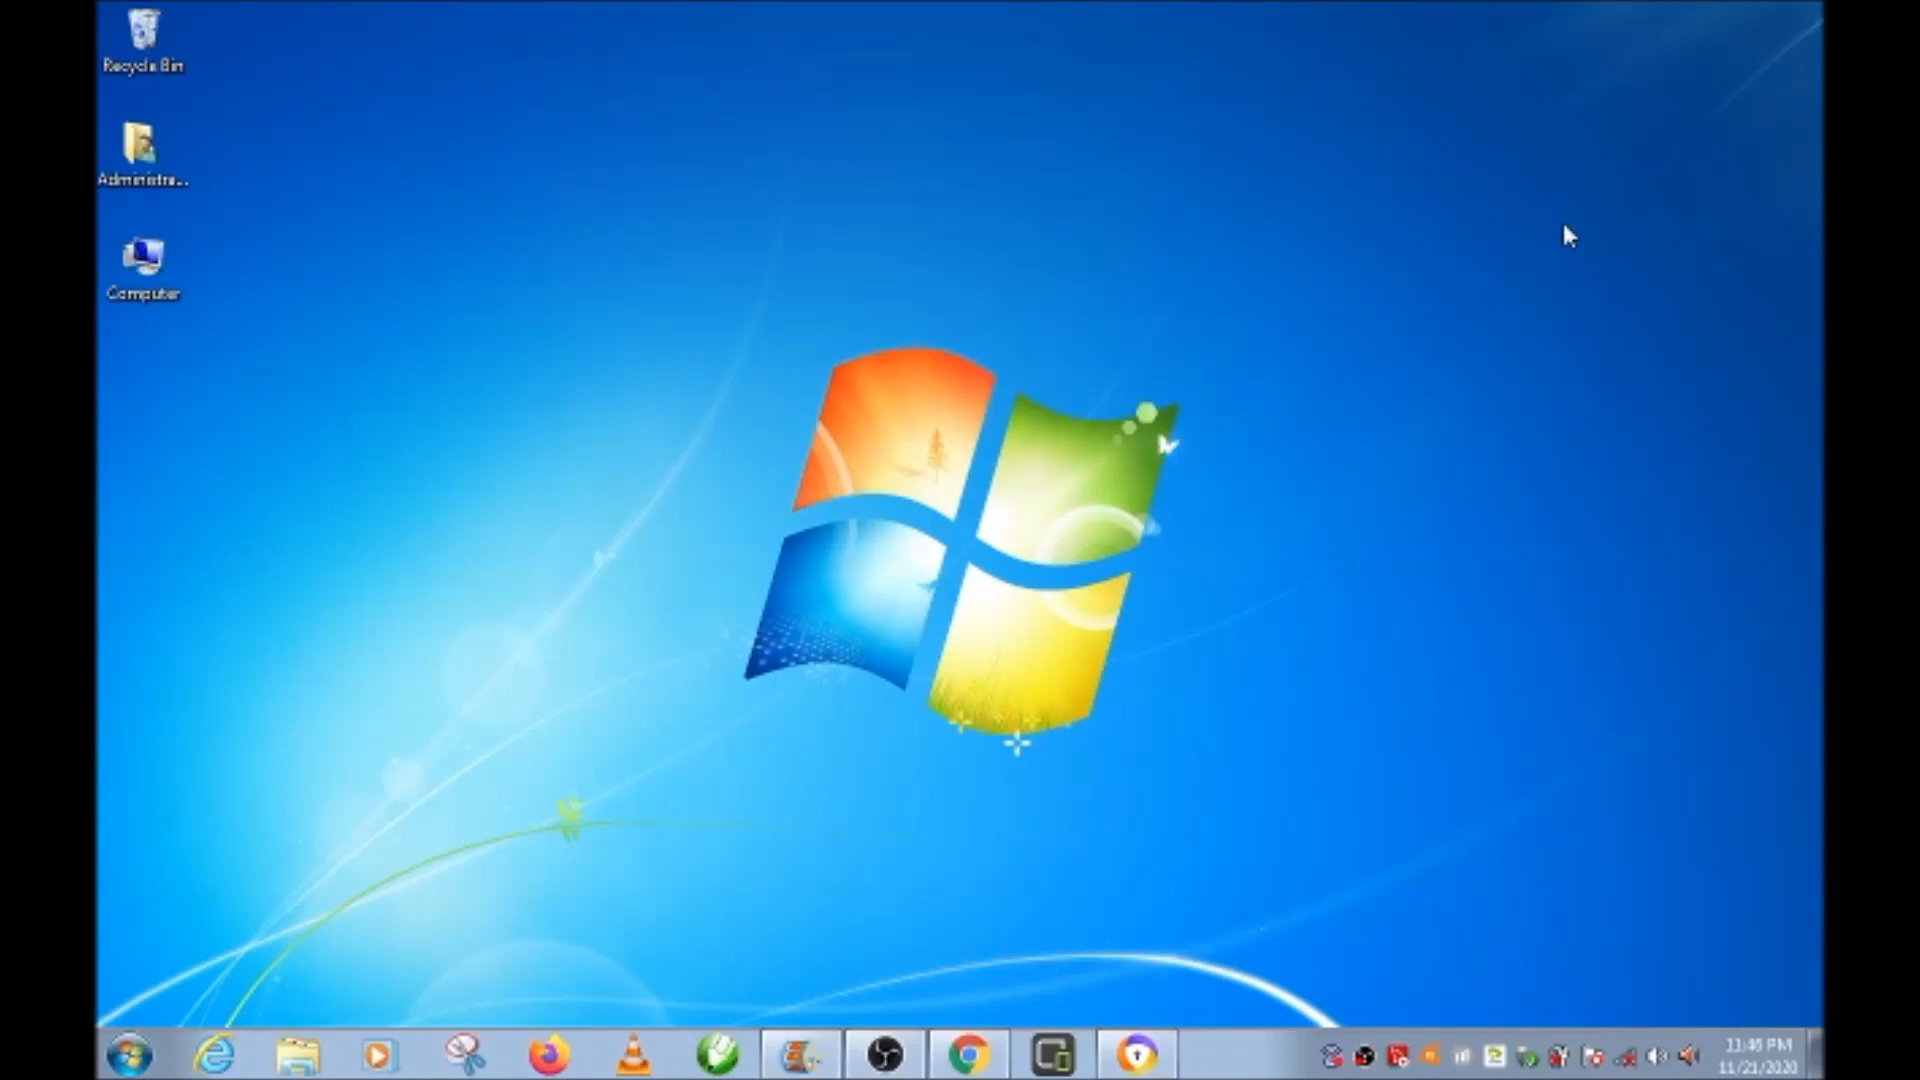 Recycle Bin
Administra...
Computer
11:46 PM
11/21/2020